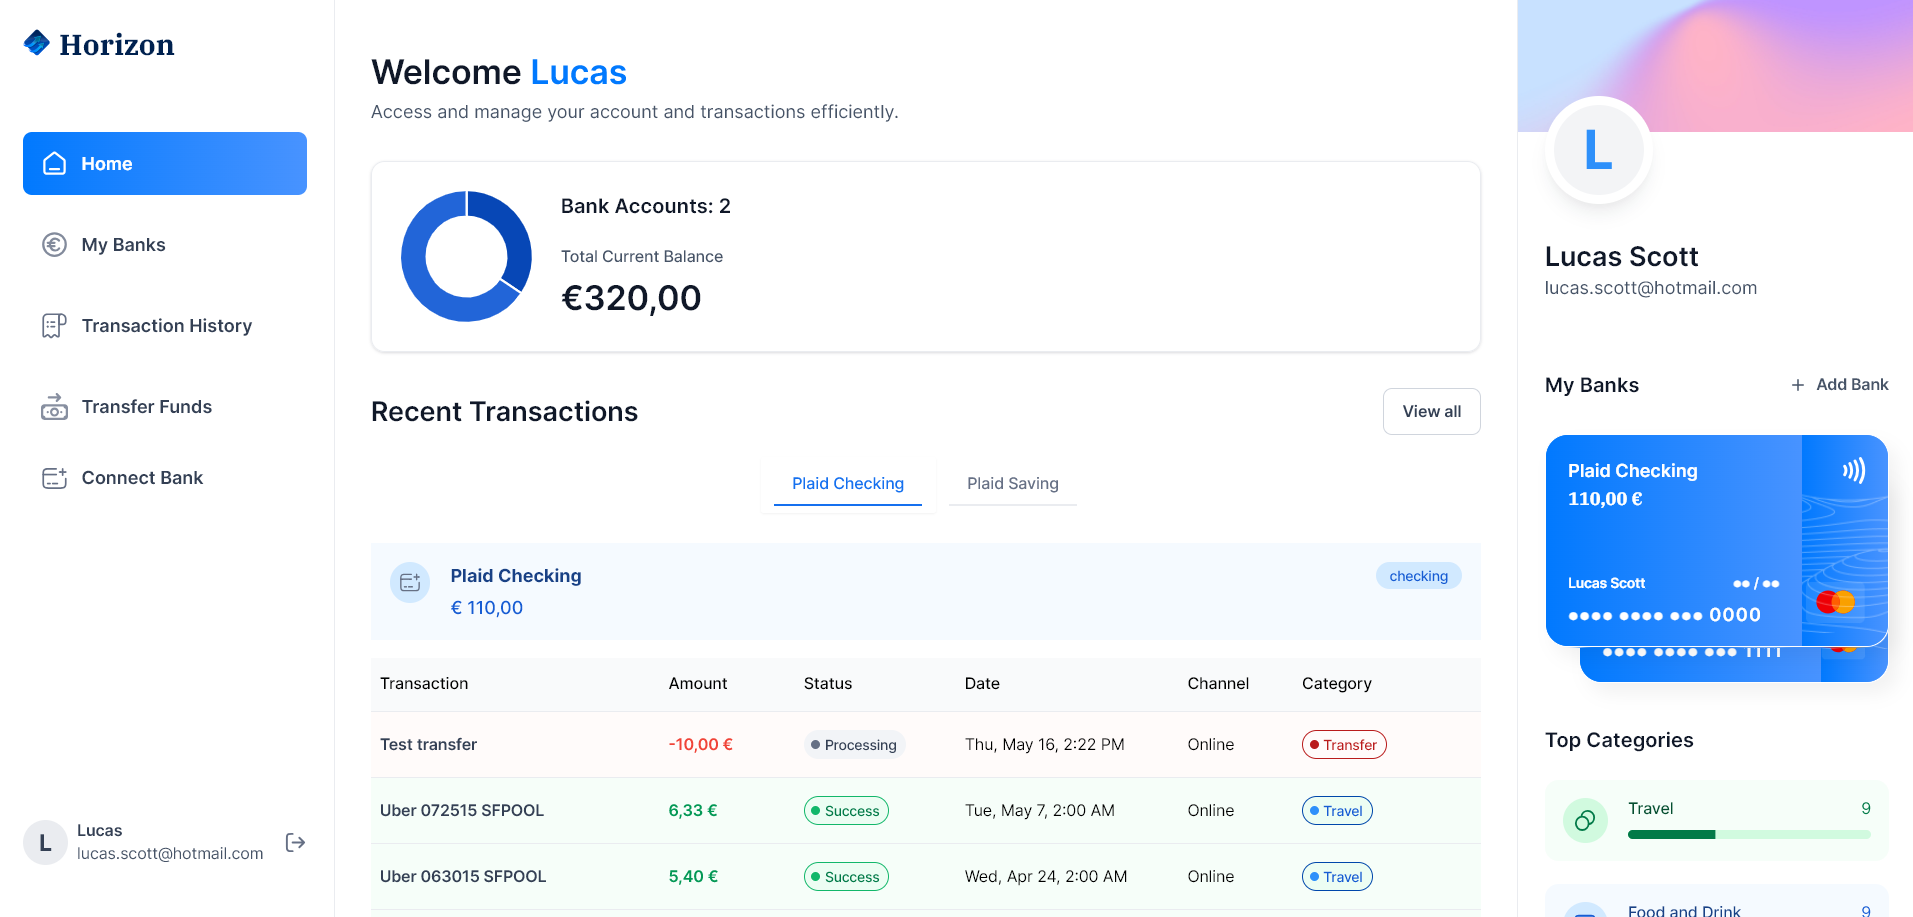 Horizon
Home
My Banks
Transaction History
Transfer Funds
Connect Bank
L
Lucas
lucas.scott@hotmail.com
Welcome Lucas
Access and manage your account and transactions efficiently.
Bank Accounts: 2
Total Current Balance
€320,00
Recent Transactions
View all
Plaid Checking Plaid Saving
Plaid Checking
€ 110,00
checking
Transaction Amount Status Date Channel Category
Test transfer -10,00 € Processing Thu, May 16, 2:22 PM Online Transfer
Uber 072515 SFPOOL 6,33 € Success Tue, May 7, 2:00 AM Online Travel
Uber 063015 SFPOOL 5,40 € Success Wed, Apr 24, 2:00 AM Online Travel
L
Lucas Scott
lucas.scott@hotmail.com
My Banks
+ Add Bank
Plaid Checking
110,00 €
Lucas Scott ●● / ●●
●●●● ●●●● ●●● 0000
●●●● ●●●● ●●●
Top Categories
Travel 9
Food and Drink 9